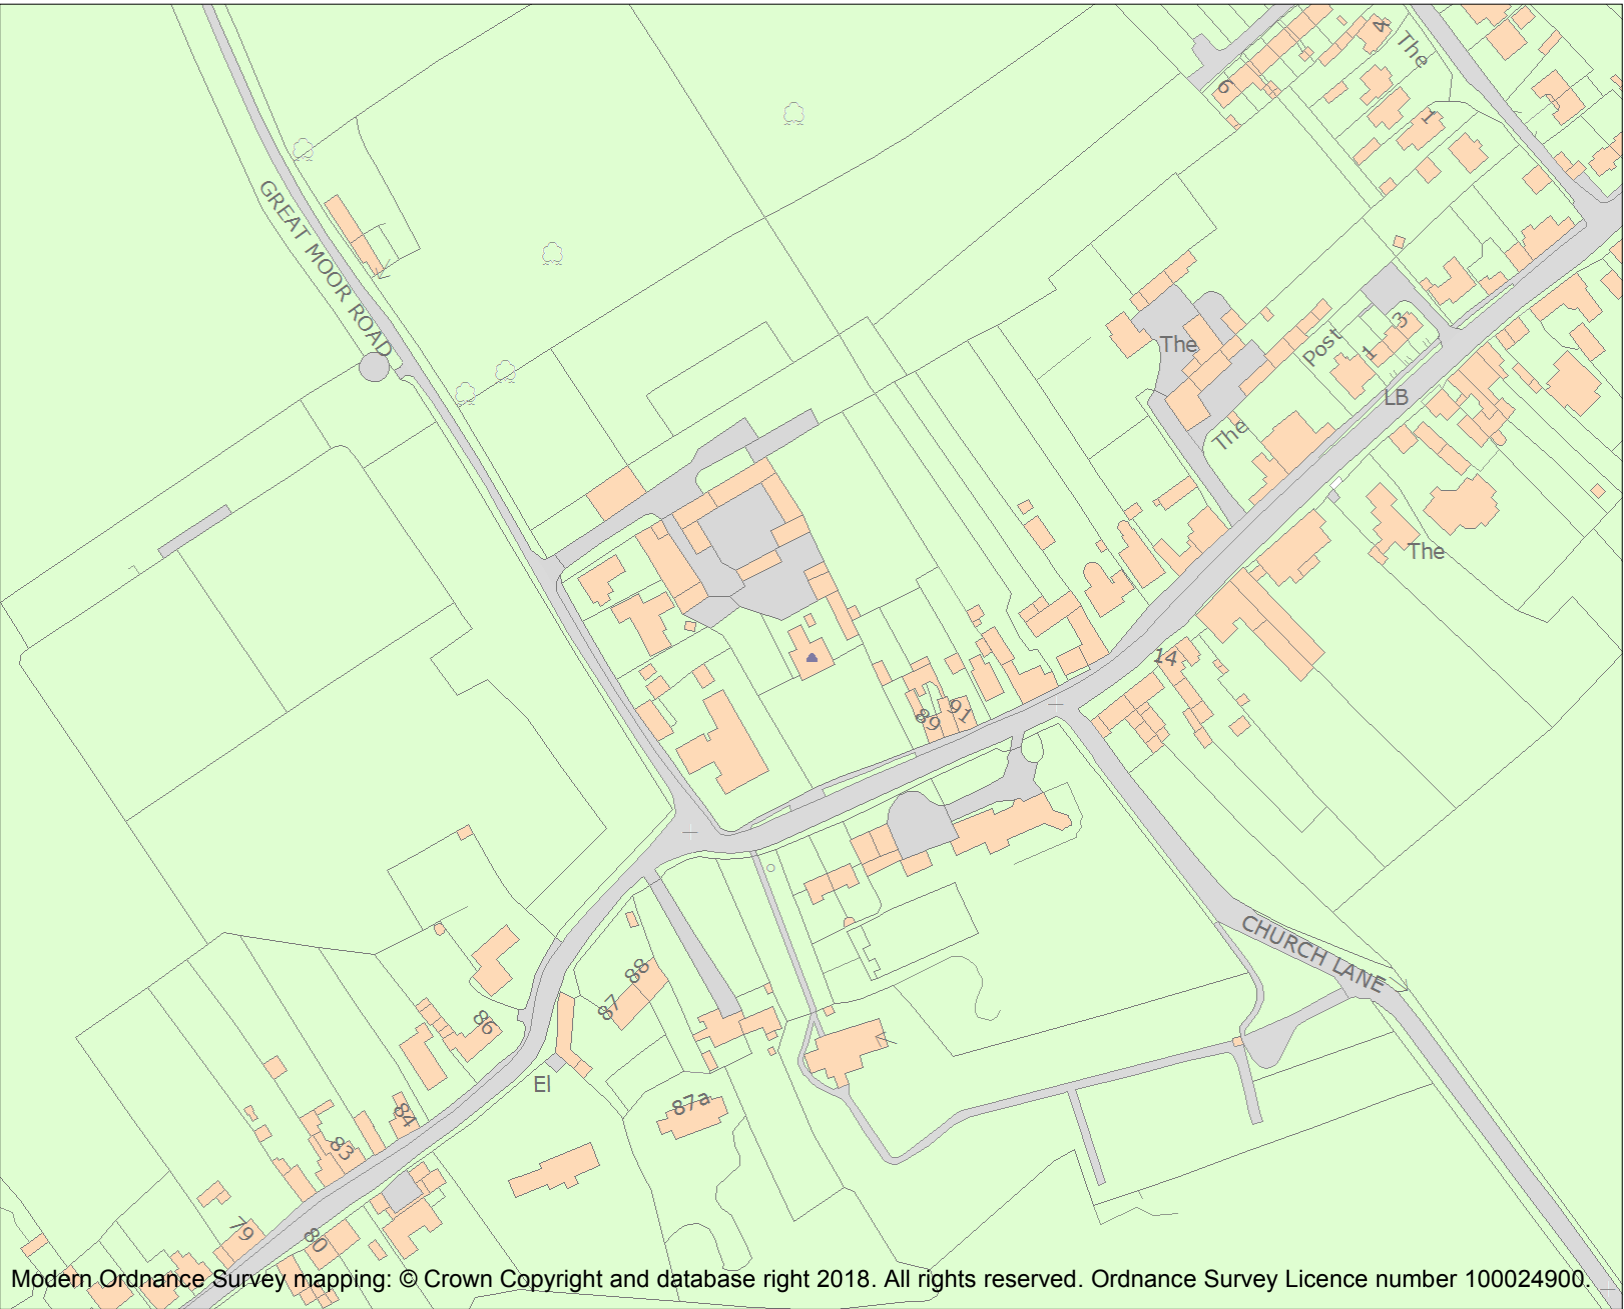 4
The
6
1
GREAT MOOR ROAD
The
Post
3
1
LB
The
The
14
91
89
CHURCH LANE
88
87
86
El
87a
84
83
79
80
Modern Ordnance Survey mapping: © Crown Copyright and database right 2018. All rights reserved. Ordnance Survey Licence number 100024900.